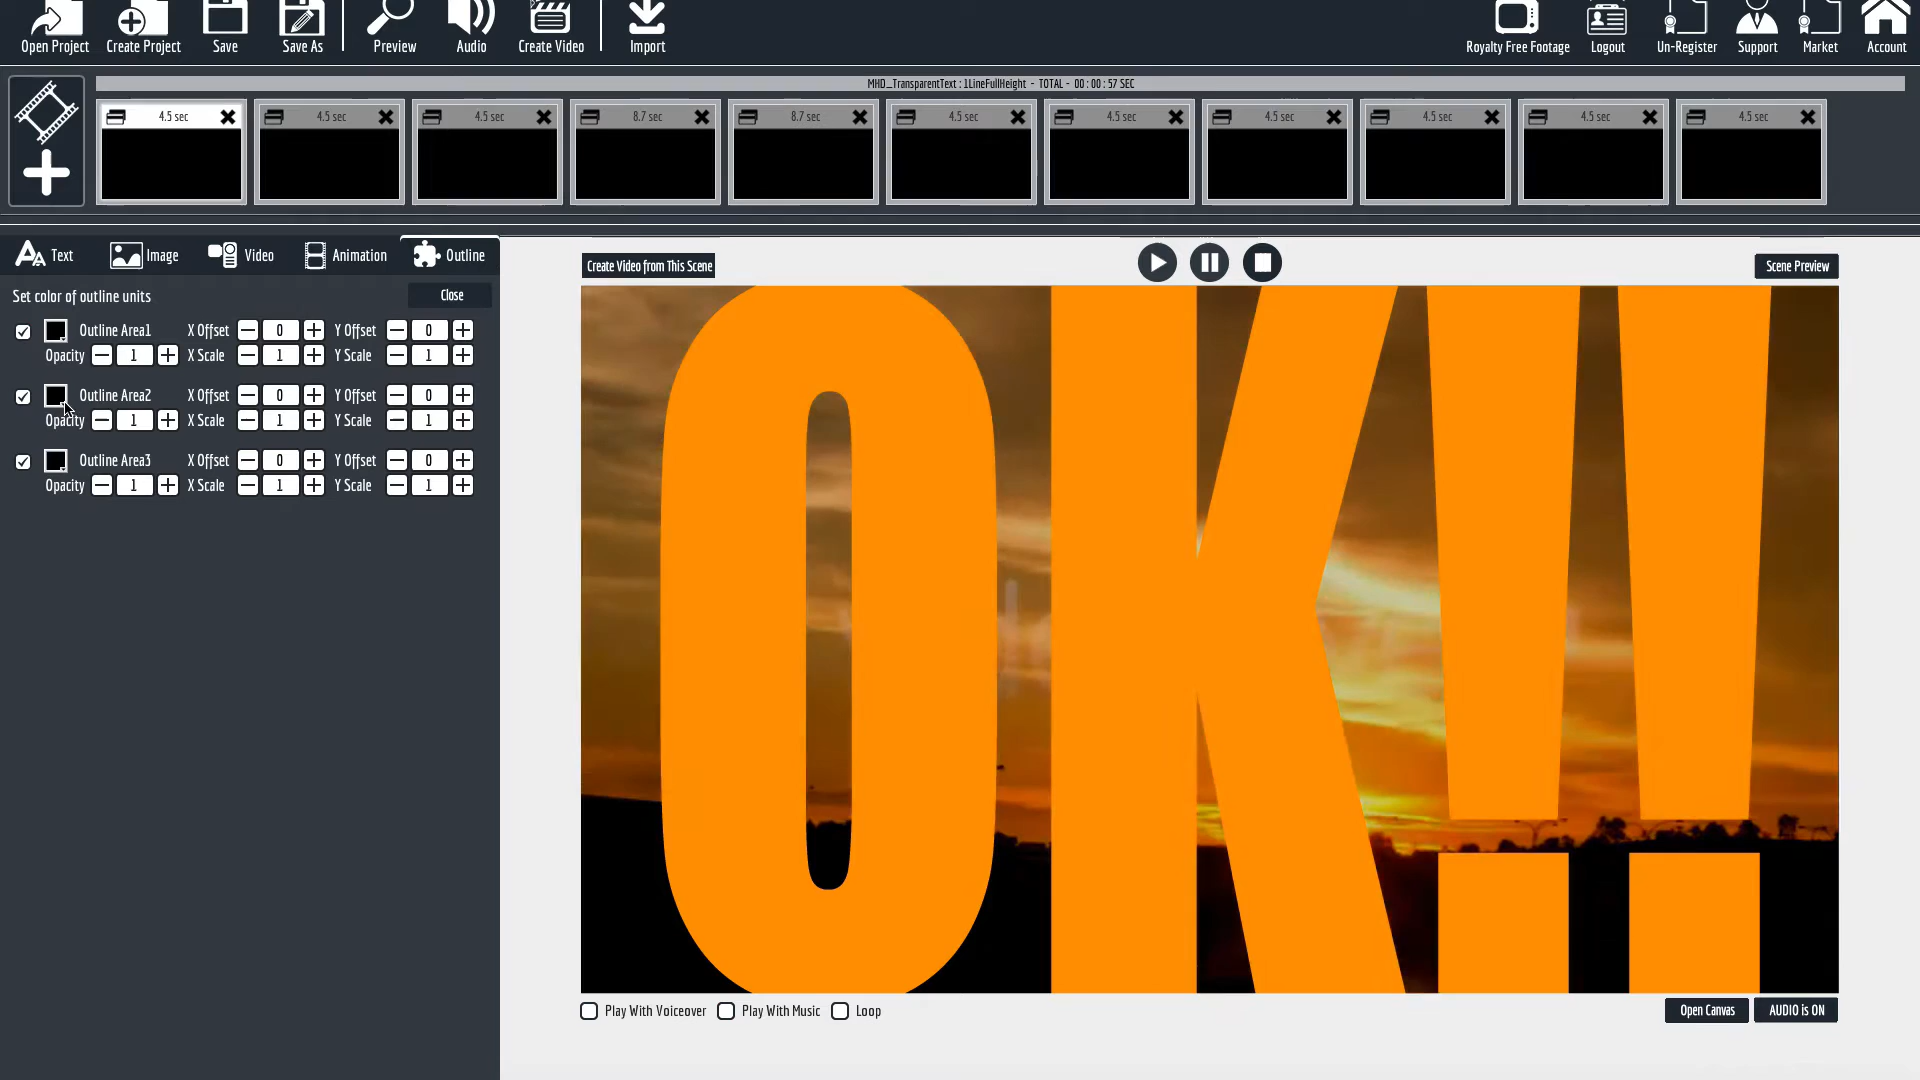 Open Project Create Project Save Save As Preview Audio Create Video Import Royalty Free Footage Logout Un-Register Support Market Account
MHD_TransparentText : 1LineFullHeight - TOTAL - 00 : 00 : 57 SEC
4.5 sec 4.5 sec 4.5 sec 8.7 sec 8.7 sec 4.5 sec 4.5 sec 4.5 sec 4.5 sec 4.5 sec 4.5 sec
Text Image Video Animation Outline
Create Video from This Scene Scene Preview
Set color of outline units Close
Outline Area1 X Offset 0 Y Offset 0
Opacity 1 X Scale 1 Y Scale 1
Outline Area2 X Offset 0 Y Offset 0
Opacity 1 X Scale 1 Y Scale 1
Outline Area3 X Offset 0 Y Offset 0
Opacity 1 X Scale 1 Y Scale 1
OK!!
Play With Voiceover Play With Music Loop Open Canvas AUDIO is ON